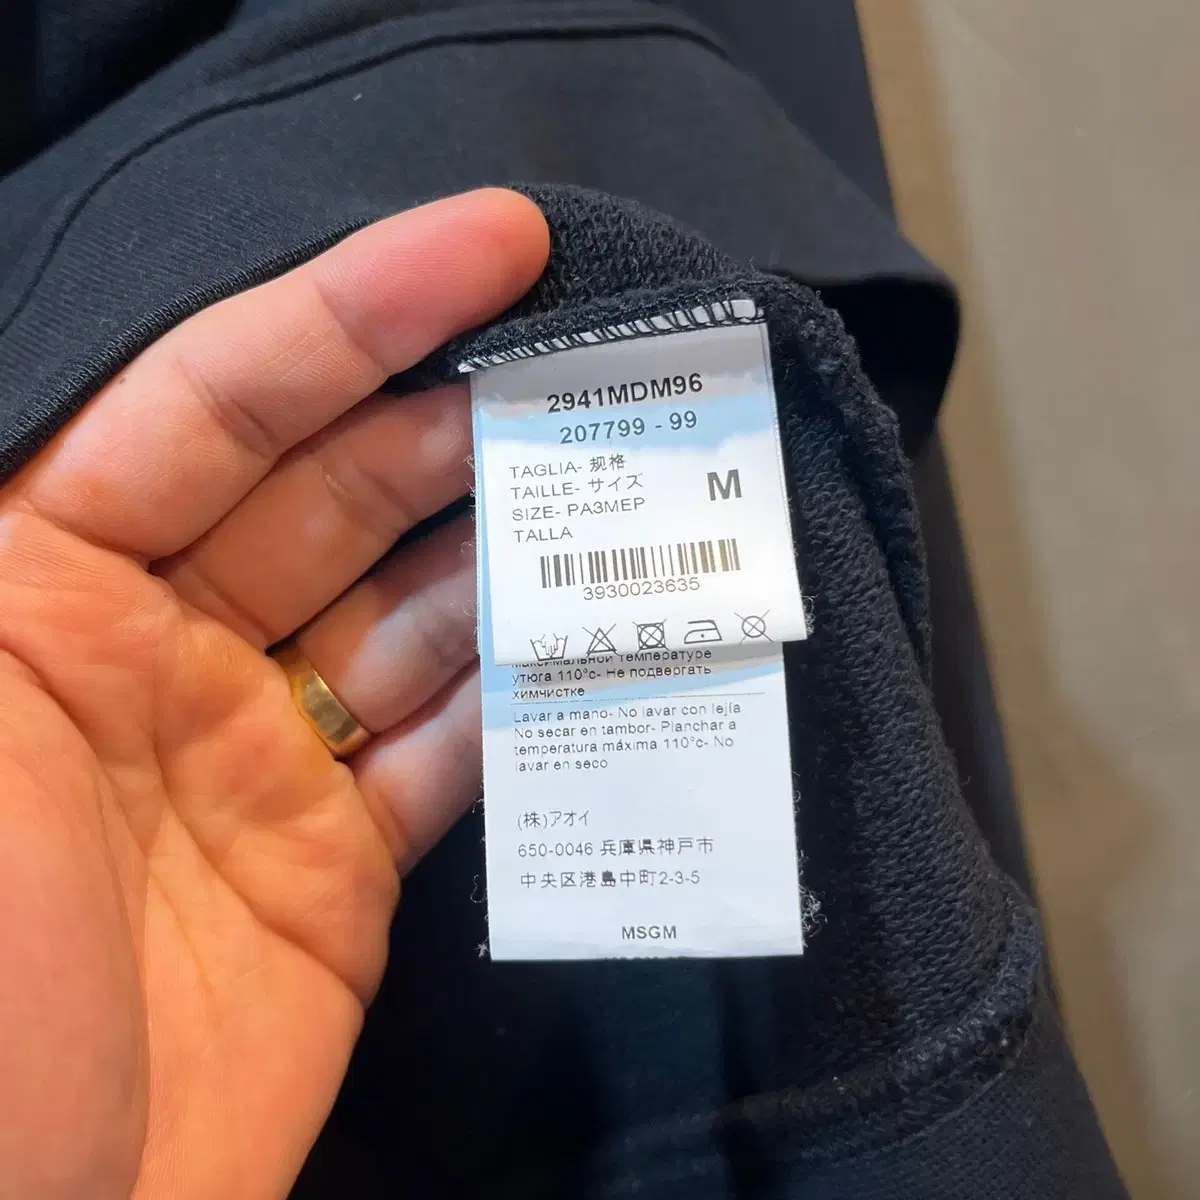 2941MDM96
207799 - 99
TAGLIA- 规格
TAILLE- サイズ
SIZE- РАЗМЕР
TALLA
M
3930023635
максимальной температуре
утюга 110°c- Не подвергать
химчистке
Lavar a mano- No lavar con lejía
No secar en tambor- Planchar a
temperatura máxima 110°c- No
lavar en seco
(株)アオイ
650-0046 兵庫県神戸市
中央区港島中町2-3-5
MSGM